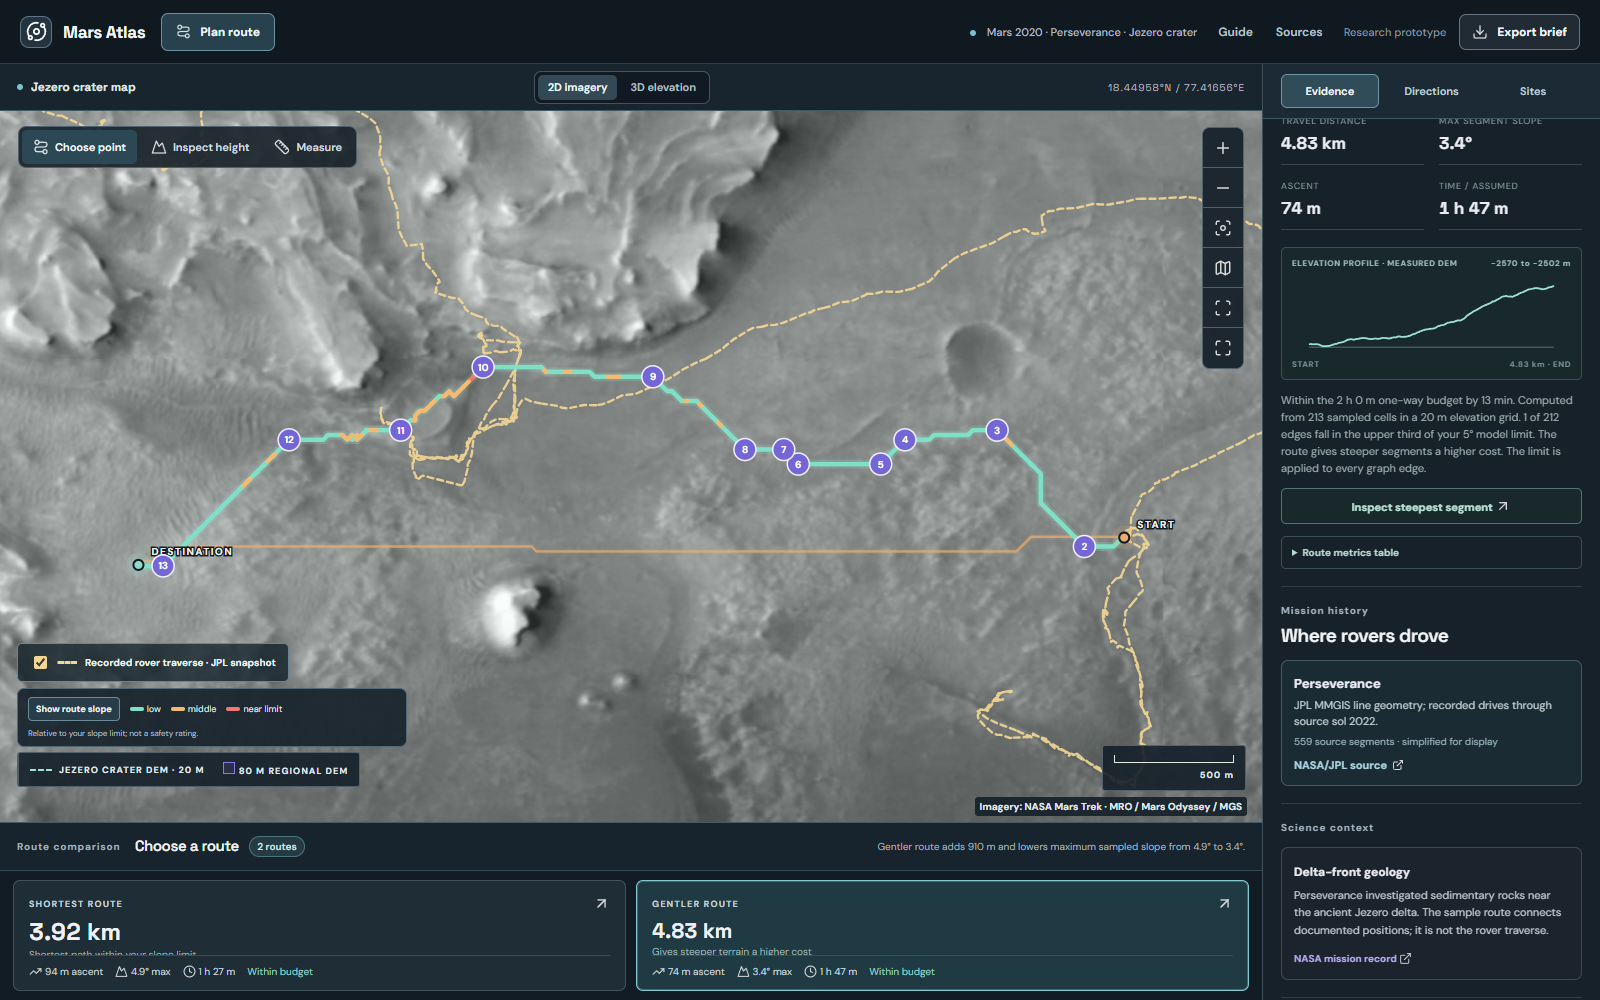 Mars Atlas
Plan route
Mars 2020 · Perseverance · Jezero crater
Guide
Sources
Research prototype
Export brief
Jezero crater map
2D imagery
3D elevation
18.44958°N / 77.41656°E
Choose point
Inspect height
Measure
10
9
11
12
3
4
8
7
6
5
START
2
DESTINATION
13
Recorded rover traverse · JPL snapshot
Show route slope
low
middle
near limit
Relative to your slope limit; not a safety rating.
JEZERO CRATER DEM · 20 M
80 M REGIONAL DEM
500 m
Imagery: NASA Mars Trek · MRO / Mars Odyssey / MGS
Route comparison
Choose a route
2 routes
Gentler route adds 910 m and lowers maximum sampled slope from 4.9° to 3.4°.
SHORTEST ROUTE
3.92 km
Shortest path within your slope limit
94 m ascent
4.9° max
1 h 27 m
Within budget
GENTLER ROUTE
4.83 km
Gives steeper terrain a higher cost
74 m ascent
3.4° max
1 h 47 m
Within budget
Evidence
Directions
Sites
TRAVEL DISTANCE
4.83 km
MAX SEGMENT SLOPE
3.4°
ASCENT
74 m
TIME / ASSUMED
1 h 47 m
ELEVATION PROFILE · MEASURED DEM
−2570 to −2502 m
START
4.83 km · END
Within the 2 h 0 m one-way budget by 13 min. Computed
from 213 sampled cells in a 20 m elevation grid. 1 of 212
edges fall in the upper third of your 5° model limit. The
route gives steeper segments a higher cost. The limit is
applied to every graph edge.
Inspect steepest segment
Route metrics table
Mission history
Where rovers drove
Perseverance
JPL MMGIS line geometry; recorded drives through
source sol 2022.
559 source segments · simplified for display
NASA/JPL source
Science context
Delta-front geology
Perseverance investigated sedimentary rocks near
the ancient Jezero delta. The sample route connects
documented positions; it is not the rover traverse.
NASA mission record